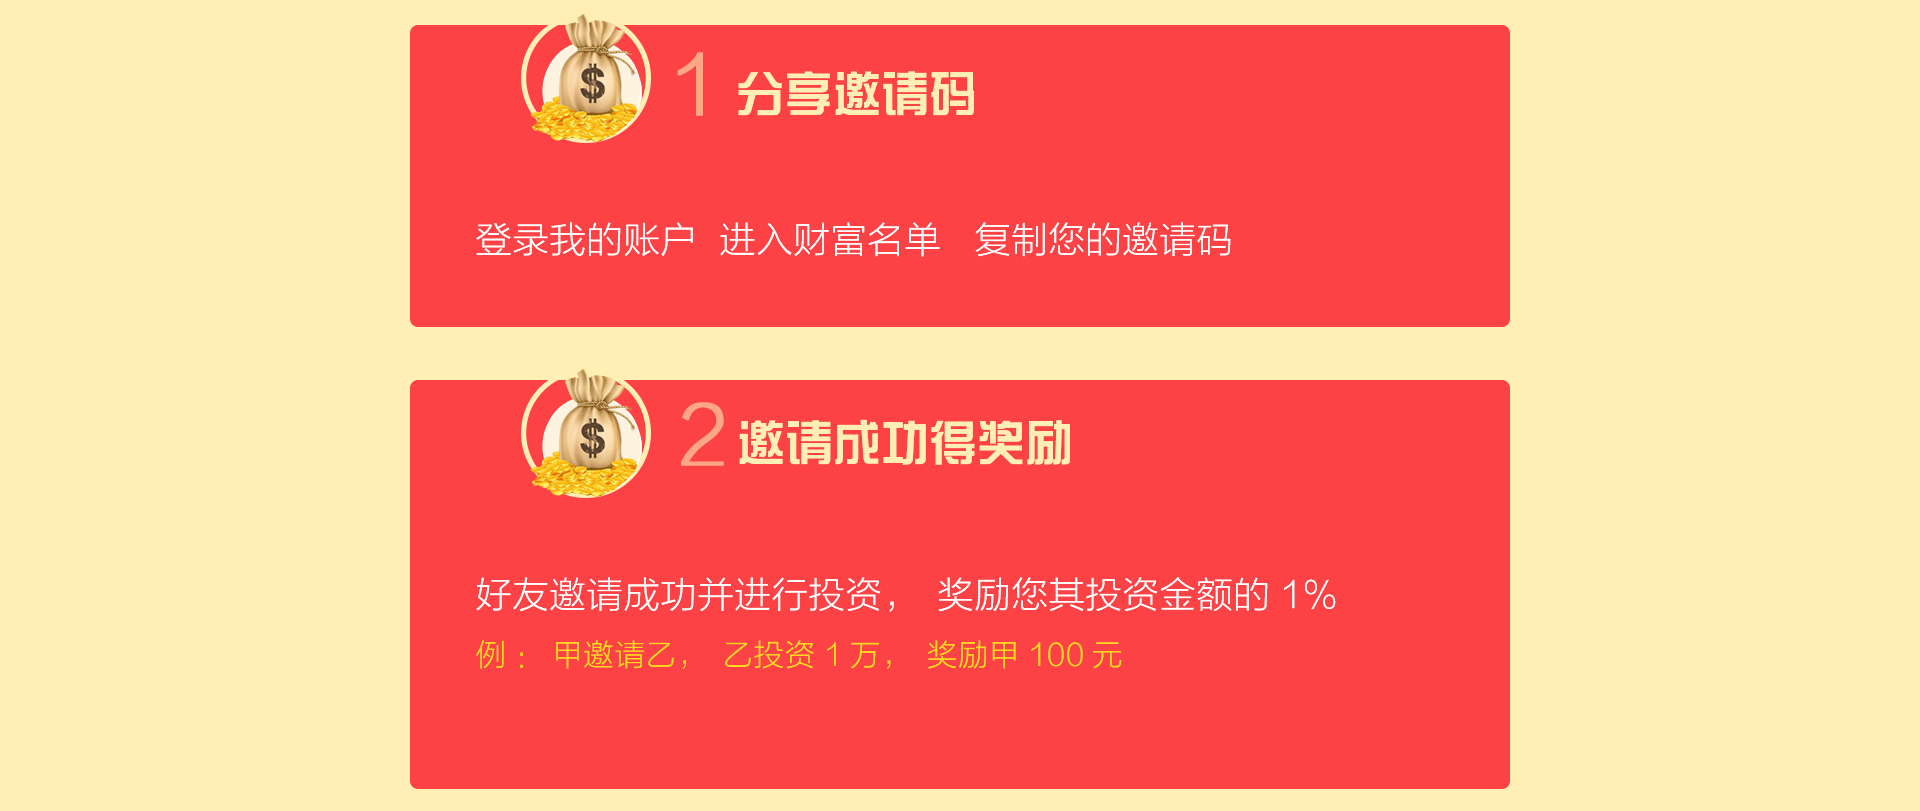 1 分享邀请码
登录我的账户 进入财富名单 复制您的邀请码
2 邀请成功得奖励
好友邀请成功并进行投资， 奖励您其投资金额的 1%
例： 甲邀请乙， 乙投资 1 万， 奖励甲 100 元